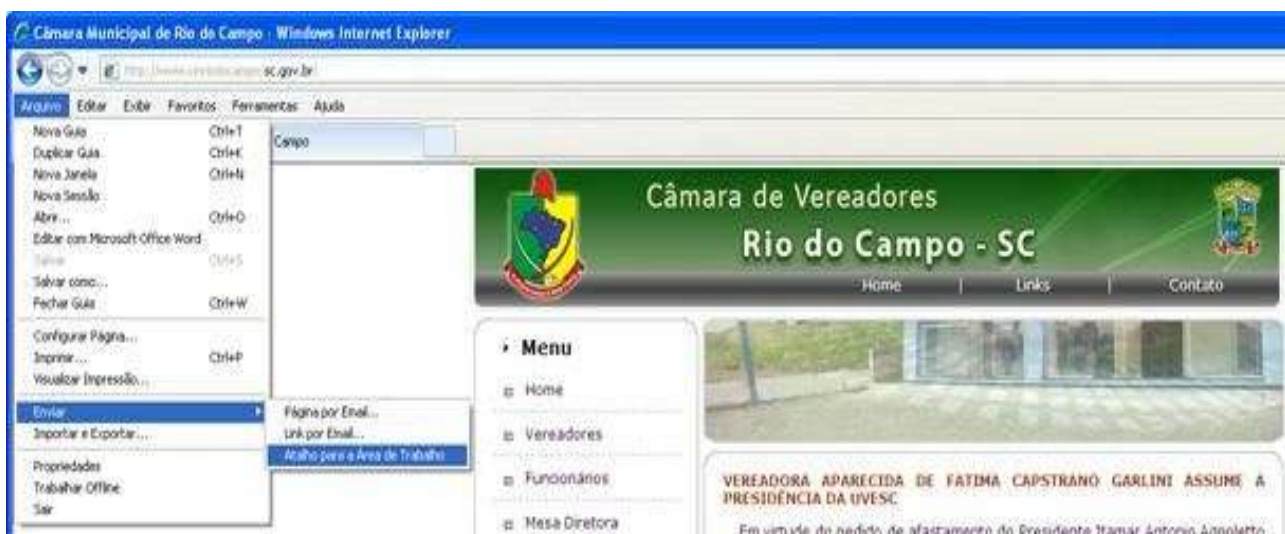 Câmara Municipal de Rio do Campo - Windows Internet Explorer
sc.gov.br
Arquivo Editar Exibir Favoritos Ferramentas Ajuda
Nova Guia Ctrl+T
Campo
Duplicar Guia Ctrl+K
Nova Janela Ctrl+N
Nova Sessão
Abrir... Ctrl+O
Editar com Microsoft Office Word
Salvar Ctrl+S
Salvar como...
Fechar Guia Ctrl+W
Configurar Página...
Imprimir... Ctrl+P
Visualizar Impressão...
Enviar
Importar e Exportar...
Propriedades
Trabalhar Offline
Sair
Página por Email...
Link por Email...
Atalho para a Área de Trabalho
Câmara de Vereadores
Rio do Campo - SC
Home | Links | Contato
Menu
Home
Vereadores
Funcionários
Mesa Diretora
VEREADORA APARECIDA DE FATIMA CAPSTRANO GARLINI ASSUME A
PRESIDÊNCIA DA UVESC
Em virtude do pedido de afastamento do Presidente Itamar Antonio Agnoletto